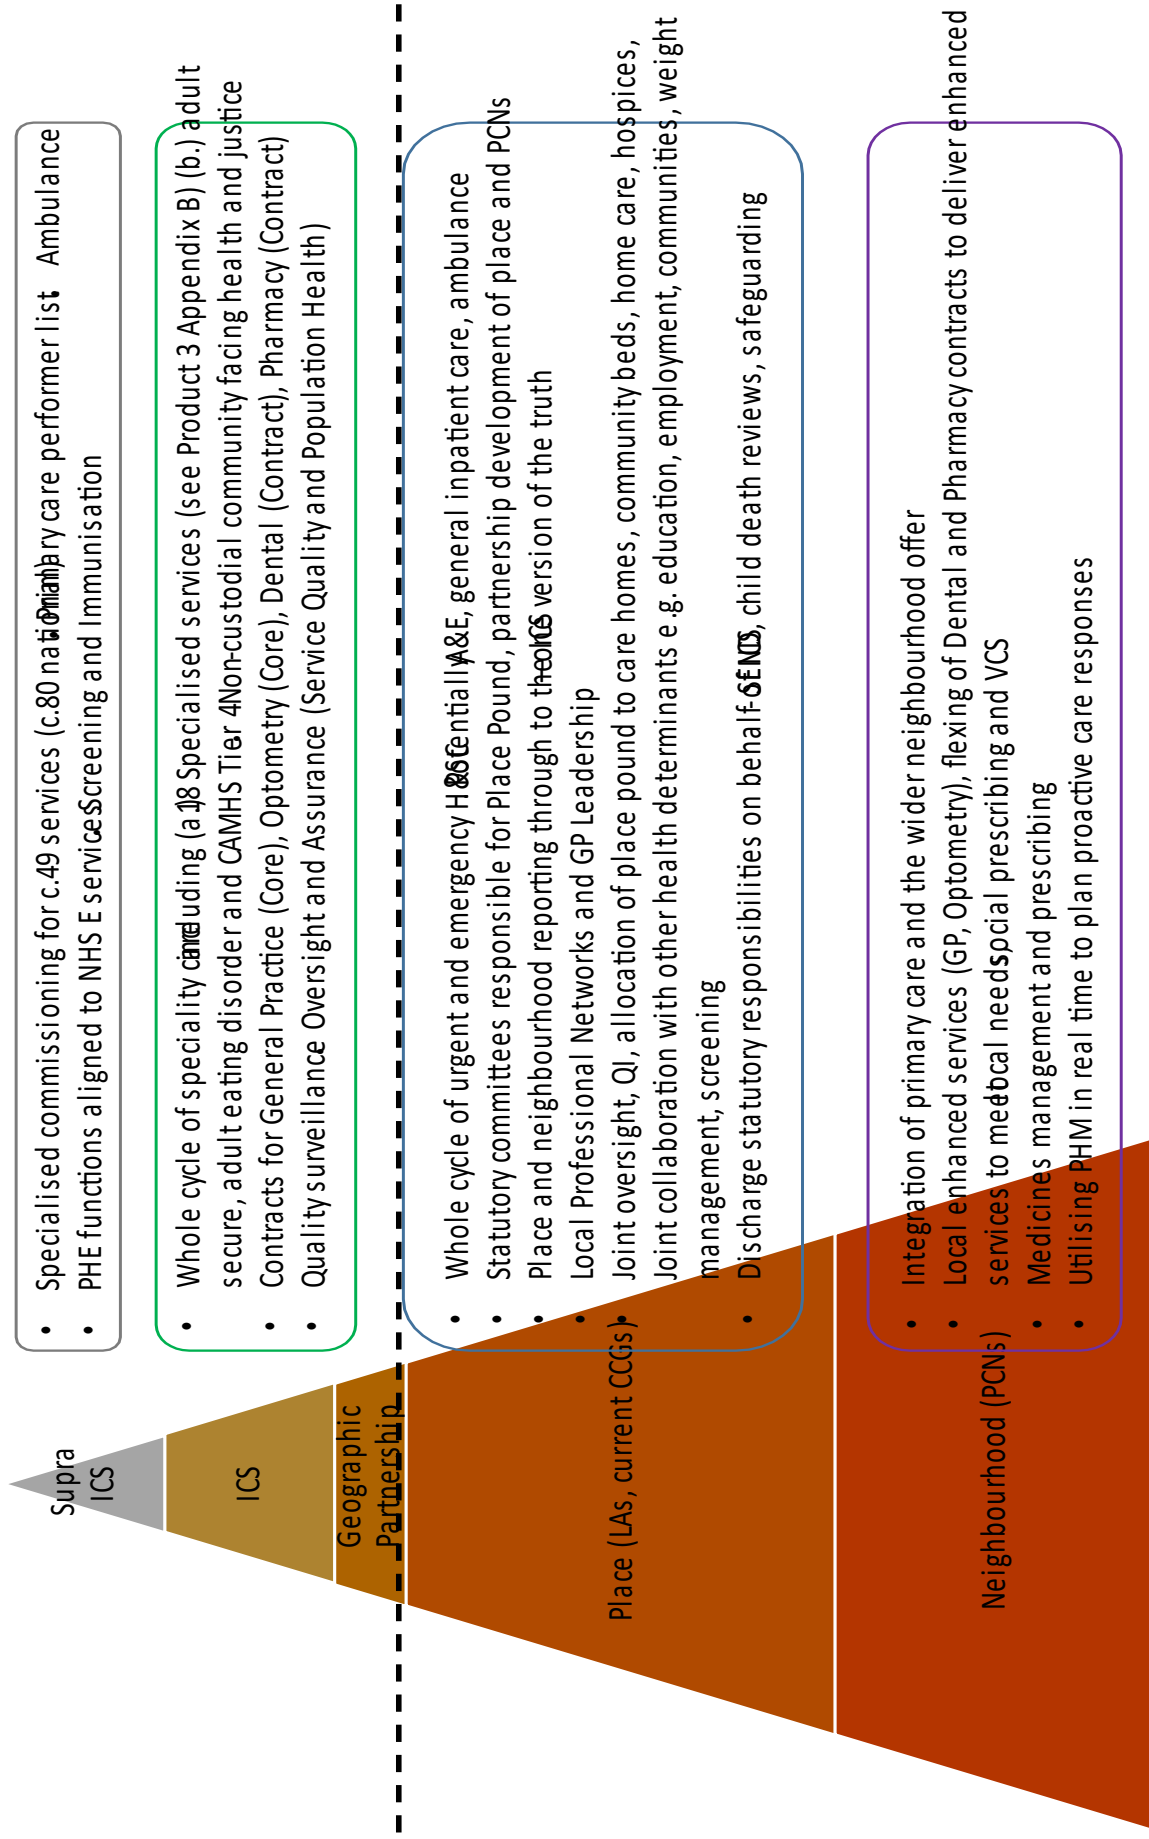 Supra
ICS
• Specialised commissioning for c.49 services (c.80 national) • Primary care performer list • Ambulance
• PHE functions aligned to NHS E services • Screening and Immunisation
ICS
• Whole cycle of speciality care including (a.) 18 Specialised services (see Product 3 Appendix B) (b.) adult
secure, adult eating disorder and CAMHS Tier 4 • Non-custodial community facing health and justice
• Contracts for General Practice (Core), Optometry (Core), Dental (Contract), Pharmacy (Contract)
• Quality surveillance Oversight and Assurance (Service Quality and Population Health)
Geographic
Partnership
Place (LAs, current CCGs)
• Whole cycle of urgent and emergency H&SC Potentially A&E, general inpatient care, ambulance
• Statutory committees responsible for Place Pound, partnership development of place and PCNs
• Place and neighbourhood reporting through to the ICS – one version of the truth
• Local Professional Networks and GP Leadership
• Joint oversight, QI, allocation of place pound to care homes, community beds, home care, hospices,
Joint collaboration with other health determinants e.g. education, employment, communities, weight
management, screening
• Discharge statutory responsibilities on behalf of ICS - SEND, child death reviews, safeguarding
Neighbourhood (PCNs)
• Integration of primary care and the wider neighbourhood offer
• Local enhanced services (GP, Optometry), flexing of Dental and Pharmacy contracts to deliver enhanced
services to meet local needs, social prescribing and VCS
• Medicines management and prescribing
• Utilising PHM in real time to plan proactive care responses